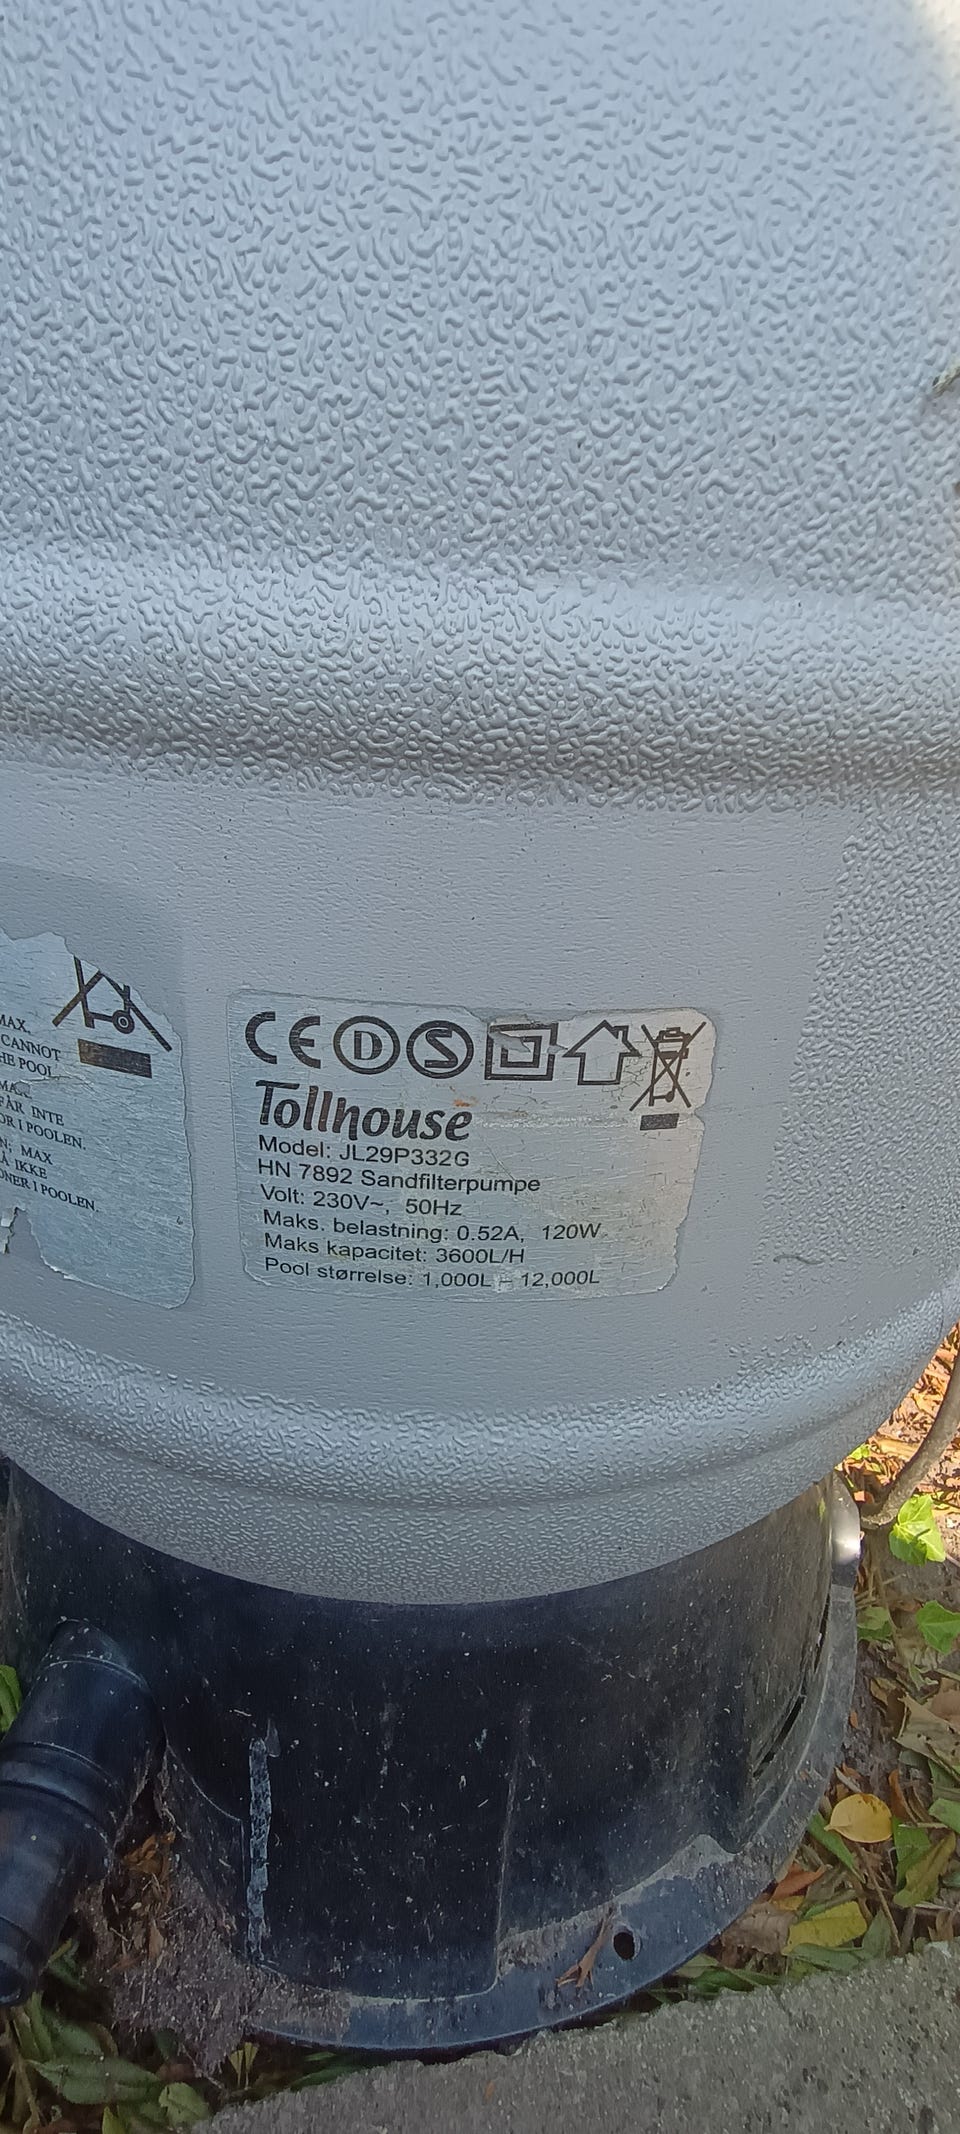 MAX.
CANNOT
HE POOL
MAX.
FÅR INTE
OR I POOLEN.
MAX
IKKE
ONER I POOLEN.
CE D S
Tollhouse
Model: JL29P332G
HN 7892 Sandfilterpumpe
Volt: 230V~, 50Hz
Maks. belastning: 0.52A, 120W
Maks kapacitet: 3600L/H
Pool størrelse: 1,000L - 12,000L